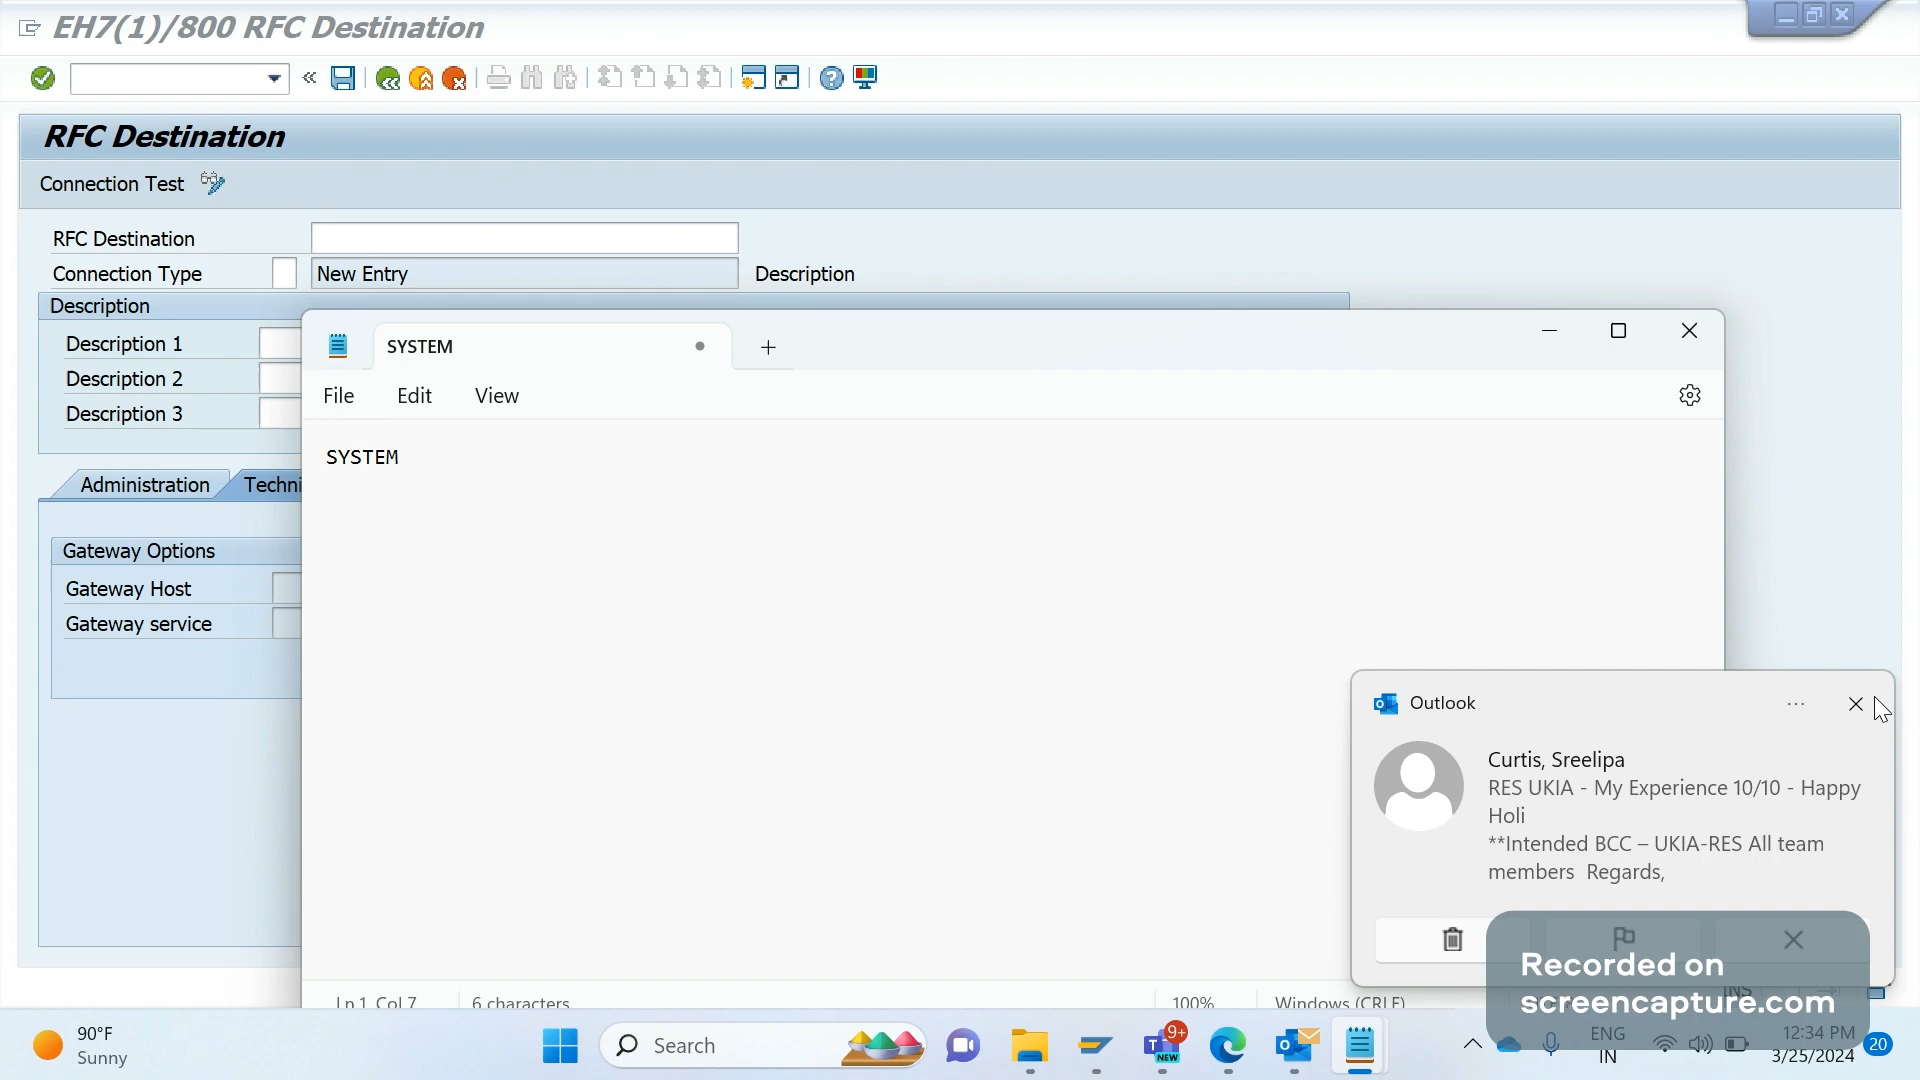 EH7(1)/800 RFC Destination
RFC Destination
Connection Test
RFC Destination
Connection Type New Entry Description
Description
Description 1
Description 2
Description 3
SYSTEM
File Edit View
SYSTEM
Administration Techni
Gateway Options
Gateway Host
Gateway service
Outlook
Curtis, Sreelipa
RES UKIA - My Experience 10/10 - Happy
Holi
**Intended BCC – UKIA-RES All team
members Regards,
Recorded on
screencapture.com
INS
Ln 1, Col 7 6 characters 100% Windows (CRLF)
90°F
Sunny
Search
9+
NEW
ENG
IN
12:34 PM
3/25/2024
20